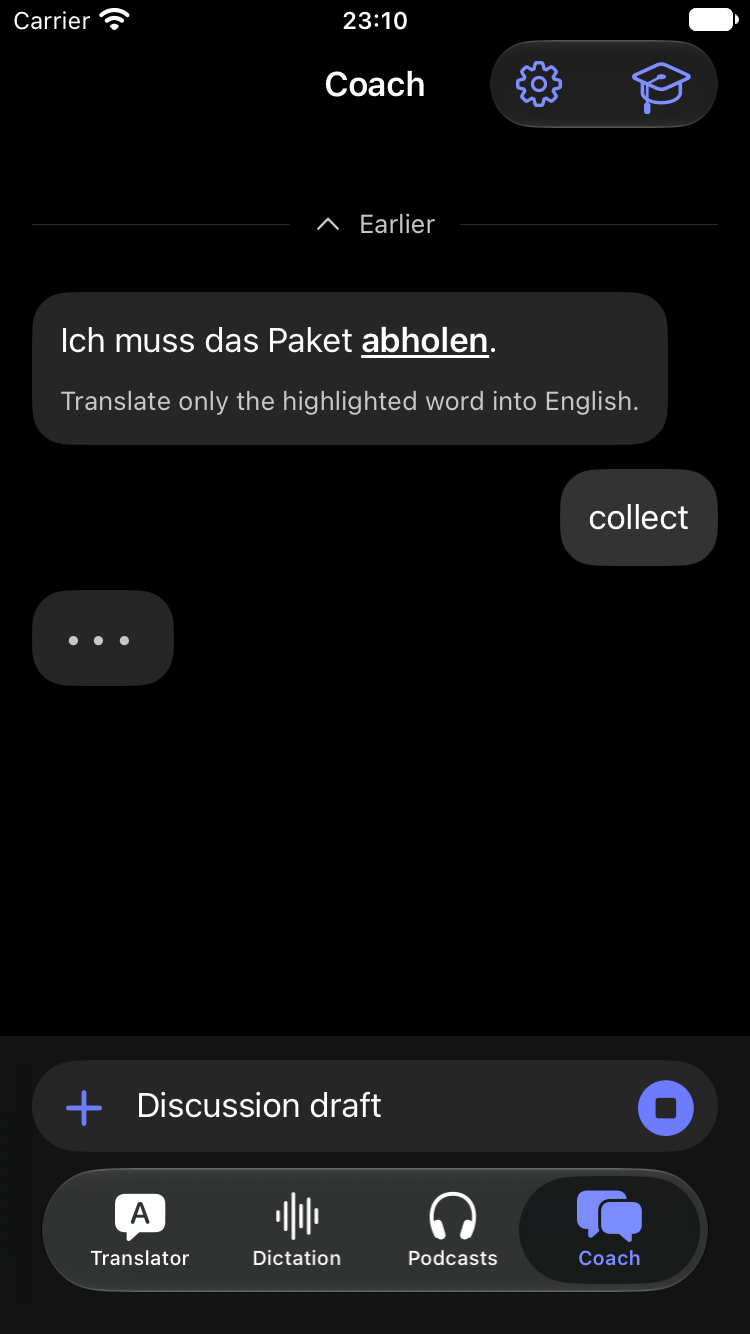 Carrier
23:10
Coach
Earlier
Ich muss das Paket abholen.
Translate only the highlighted word into English.
collect
Discussion draft
A
Translator
Dictation
Podcasts
Coach